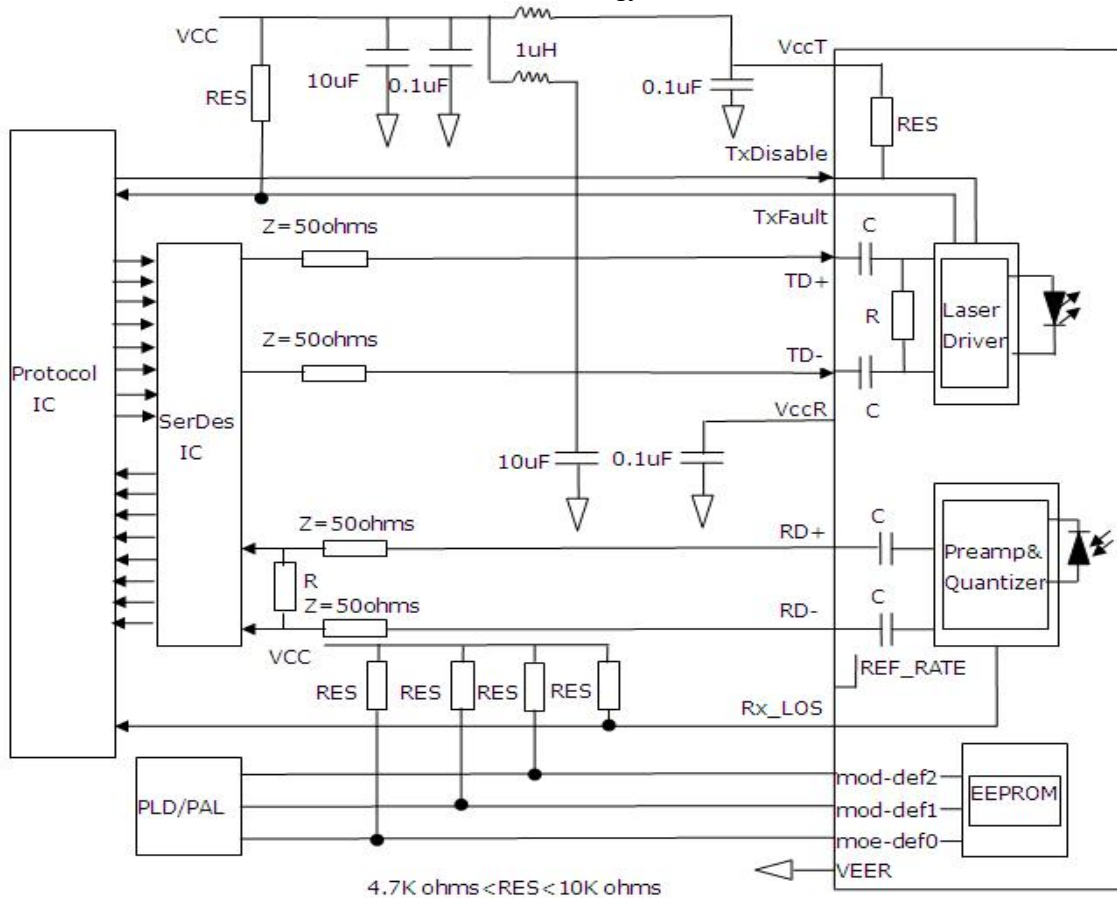 VCC
1uH
VccT
10uF
0.1uF
0.1uF
RES
RES
TxDisable
TxFault
Z=50ohms
C
TD+
R
Laser
Driver
Z=50ohms
TD-
C
Protocol
IC
SerDes
IC
VccR
10uF
0.1uF
Z=50ohms
RD+
C
Preamp&
Quantizer
R
Z=50ohms
RD-
C
VCC
REF_RATE
RES
RES
RES
RES
Rx_LOS
PLD/PAL
mod-def2
mod-def1
moe-def0
EEPROM
VEER
4.7K ohms<RES<10K ohms